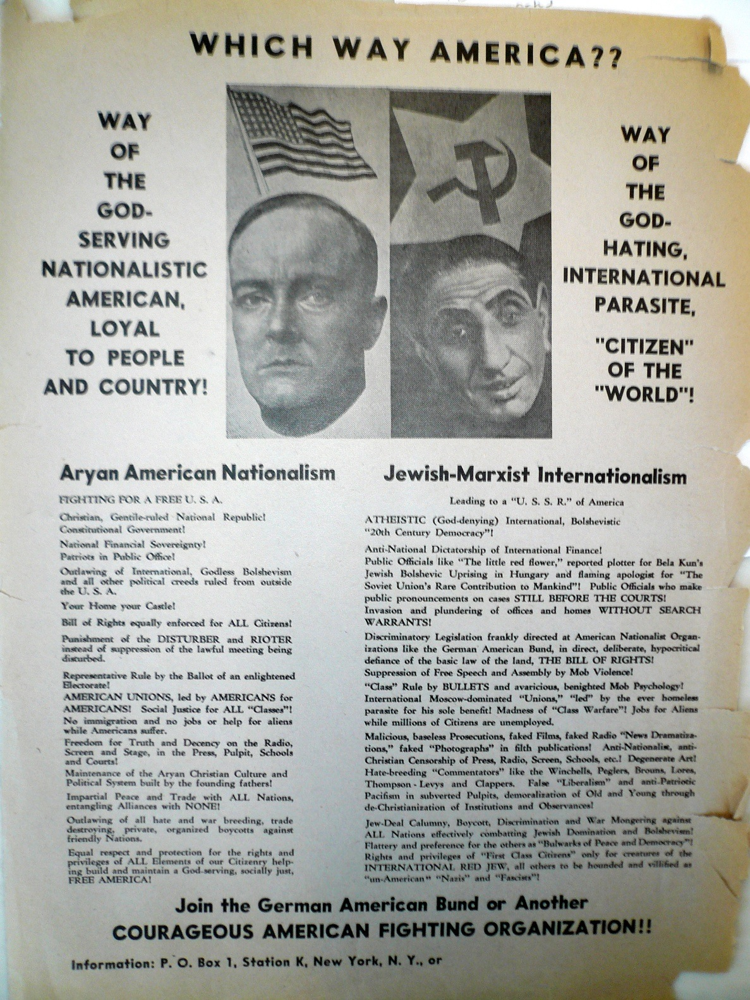 WHICH WAY AMERICA??
WAY
OF
THE
GOD-
SERVING
NATIONALISTIC
AMERICAN,
LOYAL
TO PEOPLE
AND COUNTRY!
WAY
OF
THE
GOD-
HATING,
INTERNATIONAL
PARASITE,
"CITIZEN"
OF THE
"WORLD"!
Aryan American Nationalism
FIGHTING FOR A FREE U. S. A.
Christian, Gentile-ruled National Republic!
Constitutional Government!
National Financial Sovereignty!
Patriots in Public Office!
Outlawing of International, Godless Bolshevism
and all other political creeds ruled from outside
the U. S. A.
Your Home your Castle!
Bill of Rights equally enforced for ALL Citizens!
Punishment of the DISTURBER and RIOTER
instead of suppression of the lawful meeting being
disturbed.
Representative Rule by the Ballot of an enlightened
Electorate!
AMERICAN UNIONS, led by AMERICANS for
AMERICANS! Social Justice for ALL "Classes"!
No immigration and no jobs or help for aliens
while Americans suffer.
Freedom for Truth and Decency on the Radio,
Screen and Stage, in the Press, Pulpit, Schools
and Courts!
Maintenance of the Aryan Christian Culture and
Political System built by the founding fathers!
Impartial Peace and Trade with ALL Nations,
entangling Alliances with NONE!
Outlawing of all hate and war breeding, trade
destroying, private, organized boycotts against
friendly Nations.
Equal respect and protection for the rights and
privileges of ALL Elements of our Citizenry help-
ing build and maintain a God-serving, socially just,
FREE AMERICA!
Jewish-Marxist Internationalism
Leading to a "U. S. S. R." of America
ATHEISTIC (God-denying) International, Bolshevistic
"20th Century Democracy"!
Anti-National Dictatorship of International Finance!
Public Officials like "The little red flower," reported plotter for Bela Kun's
Jewish Bolshevic Uprising in Hungary and flaming apologist for "The
Soviet Union's Rare Contribution to Mankind"! Public Officials who make
public pronouncements on cases STILL BEFORE THE COURTS!
Invasion and plundering of offices and homes WITHOUT SEARCH
WARRANTS!
Discriminatory Legislation frankly directed at American Nationalist Organ-
izations like the German American Bund, in direct, deliberate, hypocritical
defiance of the basic law of the land, THE BILL OF RIGHTS!
Suppression of Free Speech and Assembly by Mob Violence!
"Class" Rule by BULLETS and avaricious, benighted Mob Psychology!
International Moscow-dominated "Unions," "led" by the ever homeless
parasite for his sole benefit! Madness of "Class Warfare"! Jobs for Aliens
while millions of Citizens are unemployed.
Malicious, baseless Prosecutions, faked Films, faked Radio "News Dramatiza-
tions," faked "Photographs" in filth publications! Anti-Nationalist, anti-
Christian Censorship of Press, Radio, Screen, Schools, etc.! Degenerate Art!
Hate-breeding "Commentators" like the Winchells, Peglers, Brouns, Lores,
Thompson-Levys and Clappers. False "Liberalism" and anti-Patriotic
Pacifism in subverted Pulpits, demoralization of Old and Young through
de-Christianization of Institutions and Observances!
Jew-Deal Calumny, Boycott, Discrimination and War Mongering against
ALL Nations effectively combatting Jewish Domination and Bolshevism!
Flattery and preference for the others as "Bulwarks of Peace and Democracy"!
Rights and privileges of "First Class Citizens" only for creatures of the
INTERNATIONAL RED JEW, all others to be hounded and villified as
"un-American" "Nazis" and "Fascists"!
Join the German American Bund or Another
COURAGEOUS AMERICAN FIGHTING ORGANIZATION!!
Information: P. O. Box 1, Station K, New York, N. Y., or